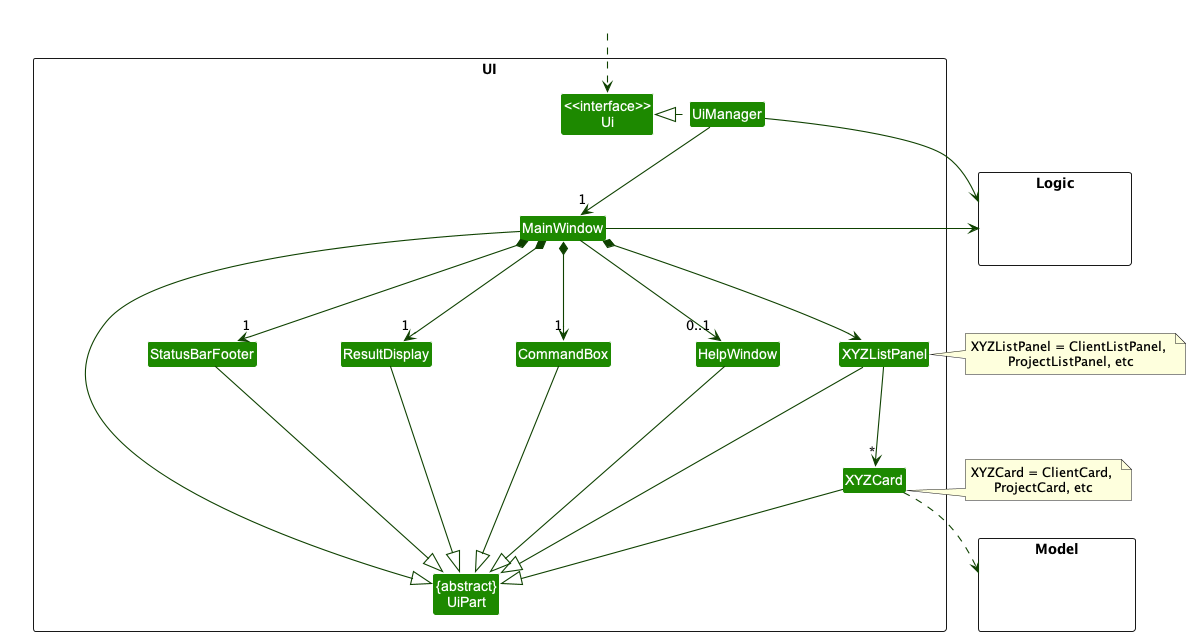 UI
<<interface>>
Ui
UiManager
Logic
1
MainWindow
1
1
1
0..1
StatusBarFooter
ResultDisplay
CommandBox
HelpWindow
XYZListPanel
XYZListPanel = ClientListPanel,
ProjectListPanel, etc
*
XYZCard
XYZCard = ClientCard,
ProjectCard, etc
Model
{abstract}
UiPart